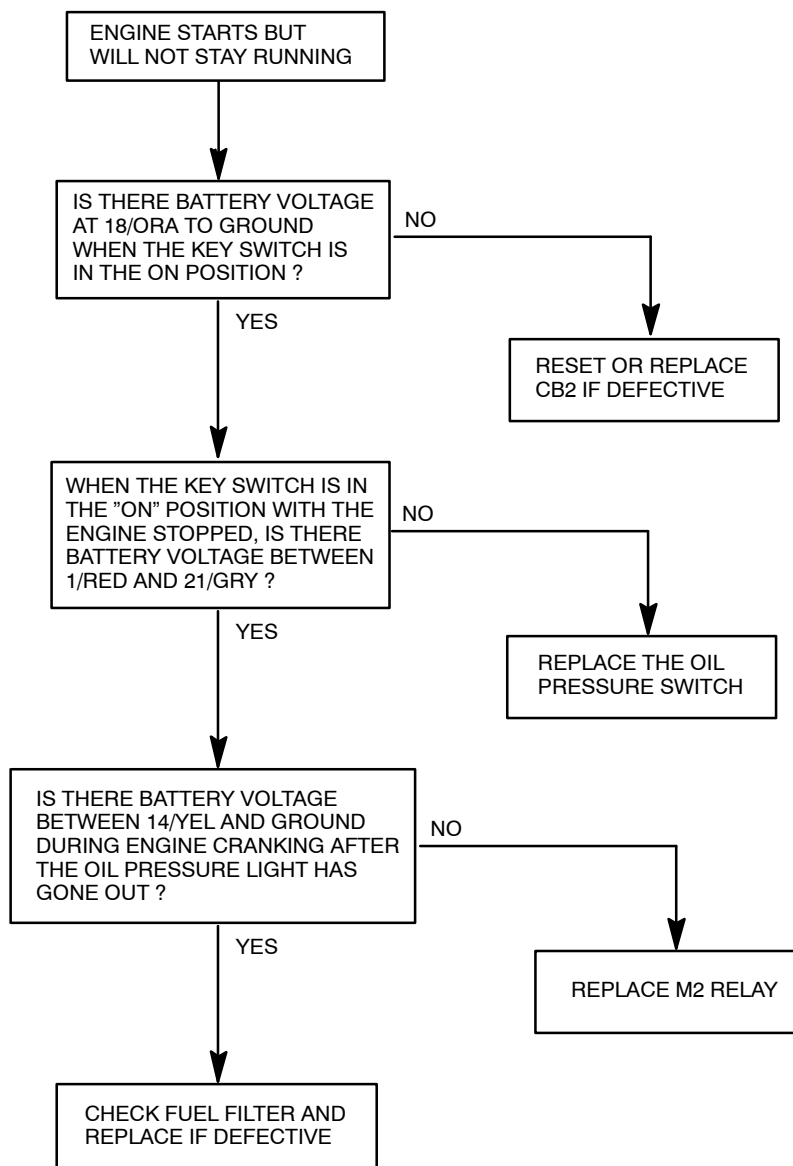 ENGINE STARTS BUT
WILL NOT STAY RUNNING
IS THERE BATTERY VOLTAGE
AT 18/ORA TO GROUND
WHEN THE KEY SWITCH IS
IN THE ON POSITION ?
NO
YES
RESET OR REPLACE
CB2 IF DEFECTIVE
WHEN THE KEY SWITCH IS IN
THE ”ON” POSITION WITH THE
ENGINE STOPPED, IS THERE
BATTERY VOLTAGE BETWEEN
1/RED AND 21/GRY ?
NO
YES
REPLACE THE OIL
PRESSURE SWITCH
IS THERE BATTERY VOLTAGE
BETWEEN 14/YEL AND GROUND
DURING ENGINE CRANKING AFTER
THE OIL PRESSURE LIGHT HAS
GONE OUT ?
NO
YES
REPLACE M2 RELAY
CHECK FUEL FILTER AND
REPLACE IF DEFECTIVE